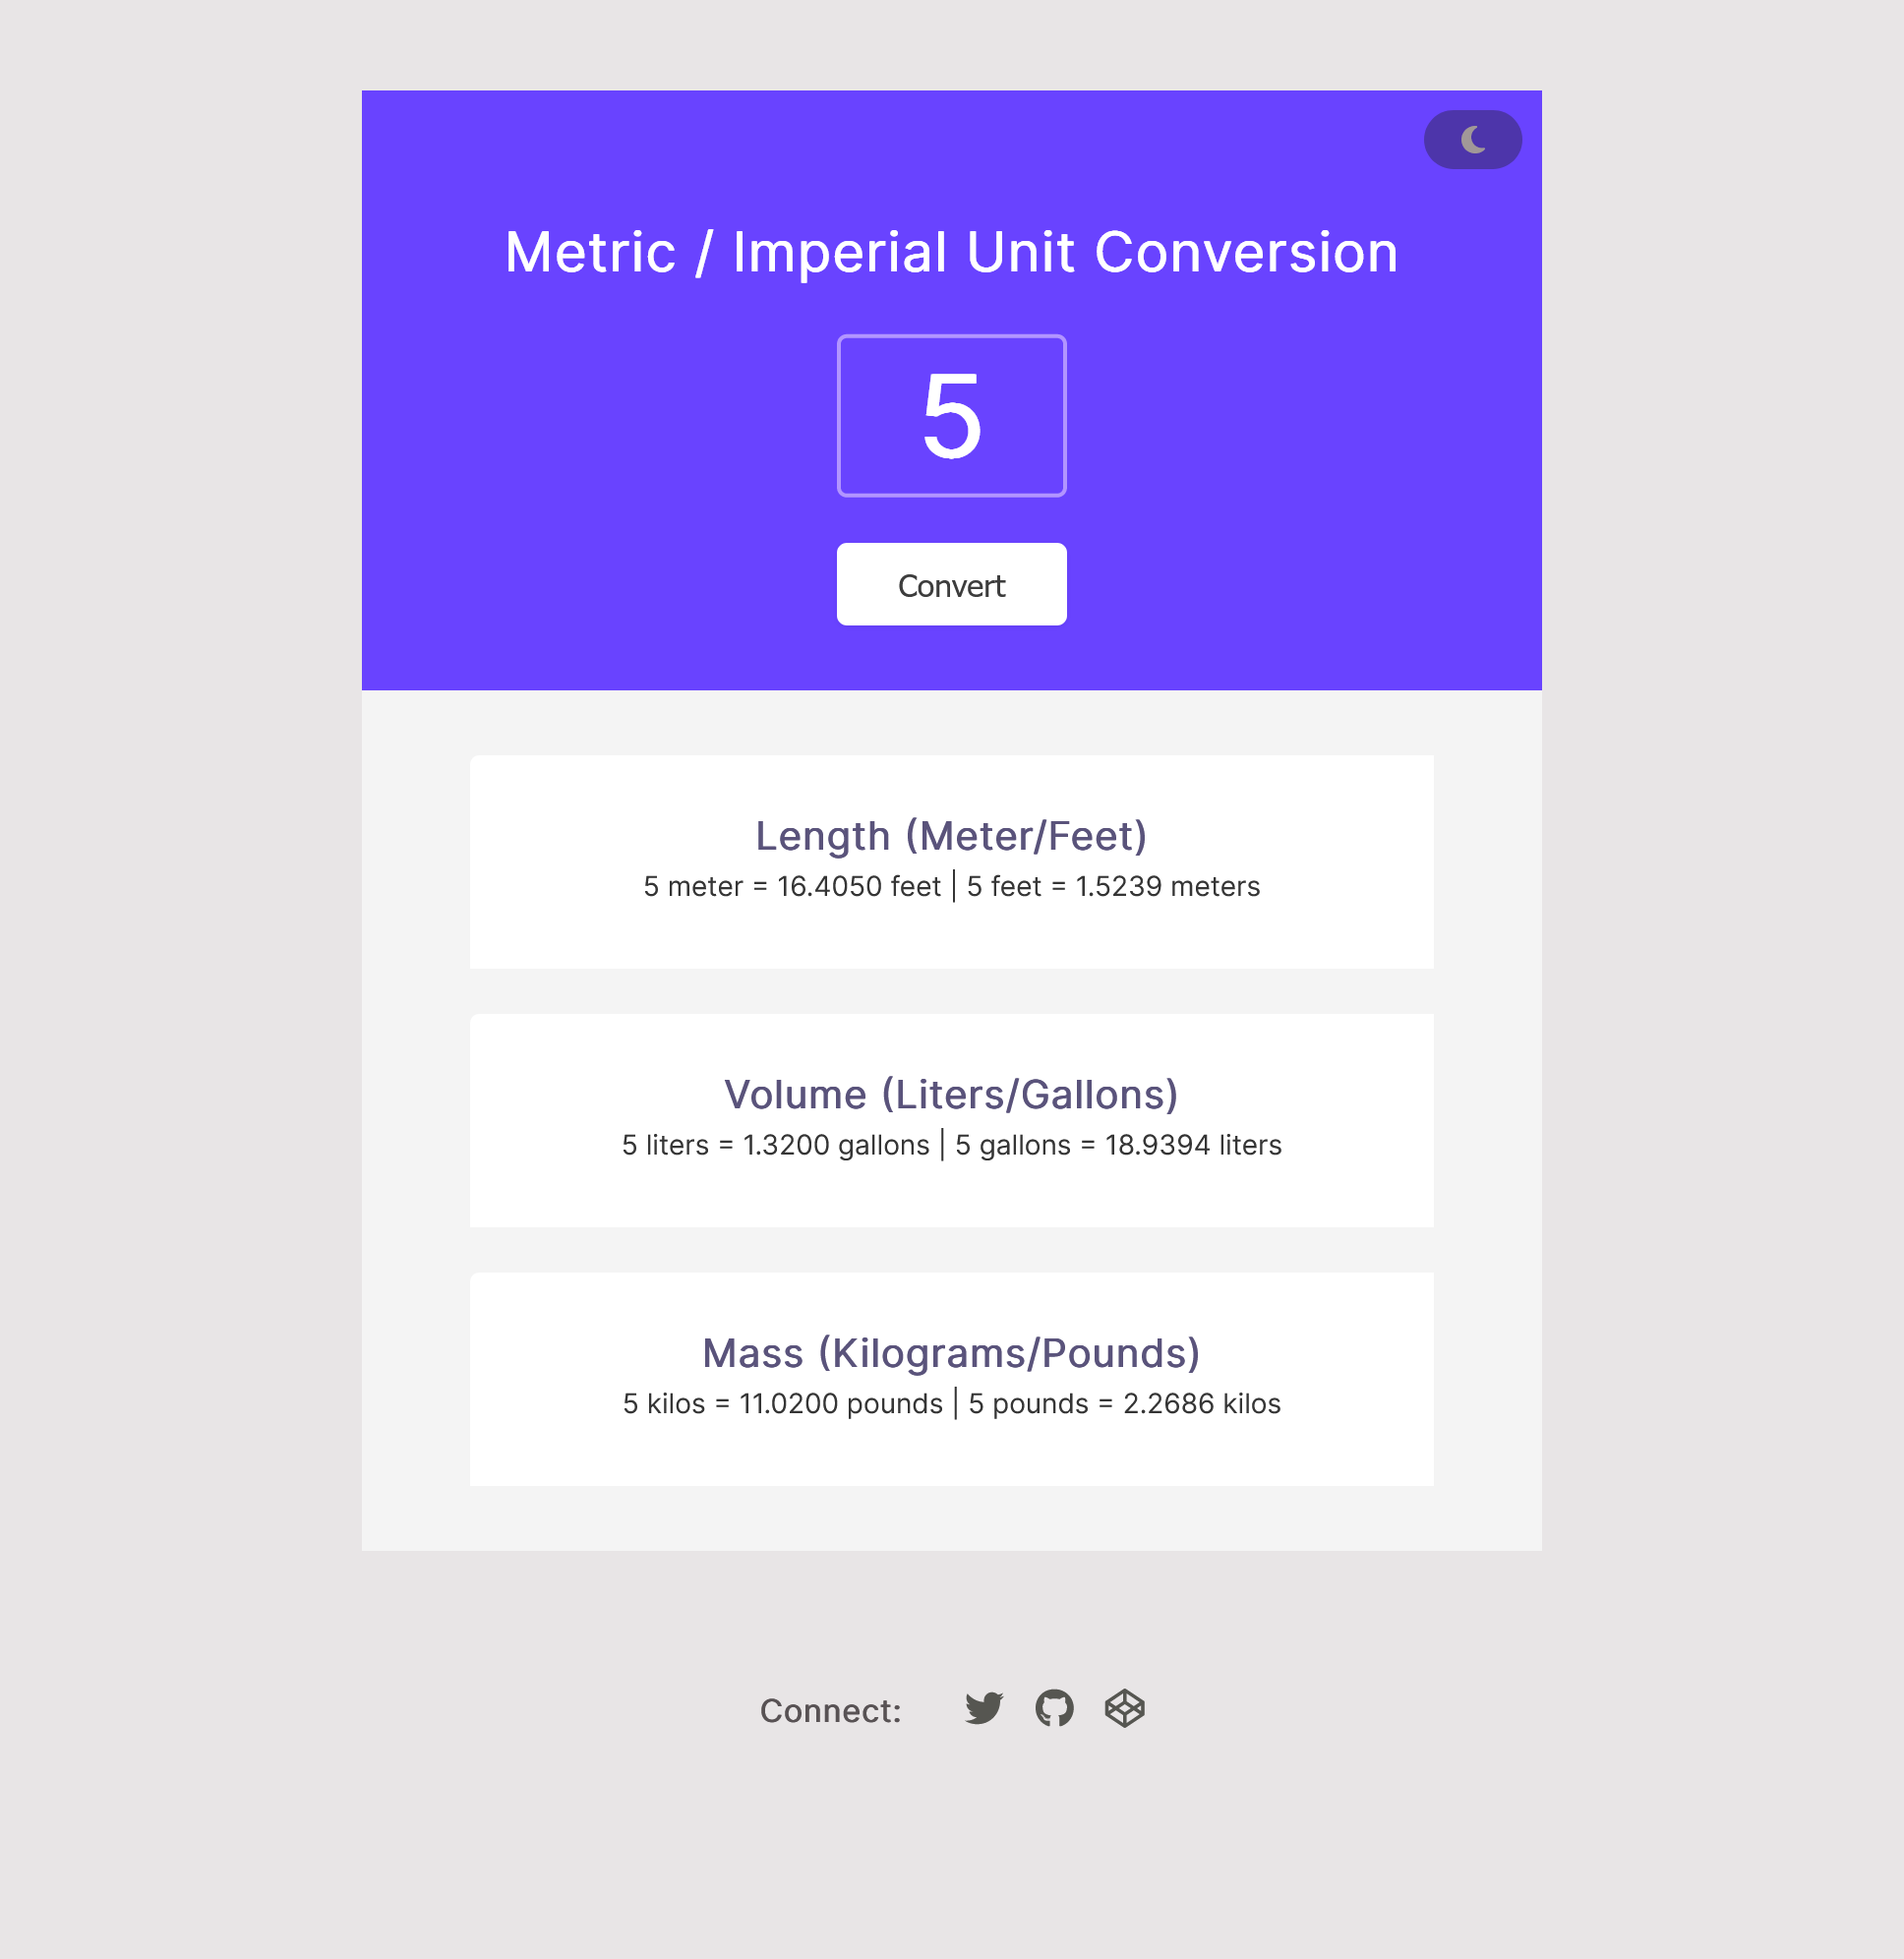 Metric / Imperial Unit Conversion
5
Convert
Length (Meter/Feet)
5 meter = 16.4050 feet | 5 feet = 1.5239 meters
Volume (Liters/Gallons)
5 liters = 1.3200 gallons | 5 gallons = 18.9394 liters
Mass (Kilograms/Pounds)
5 kilos = 11.0200 pounds | 5 pounds = 2.2686 kilos
Connect: